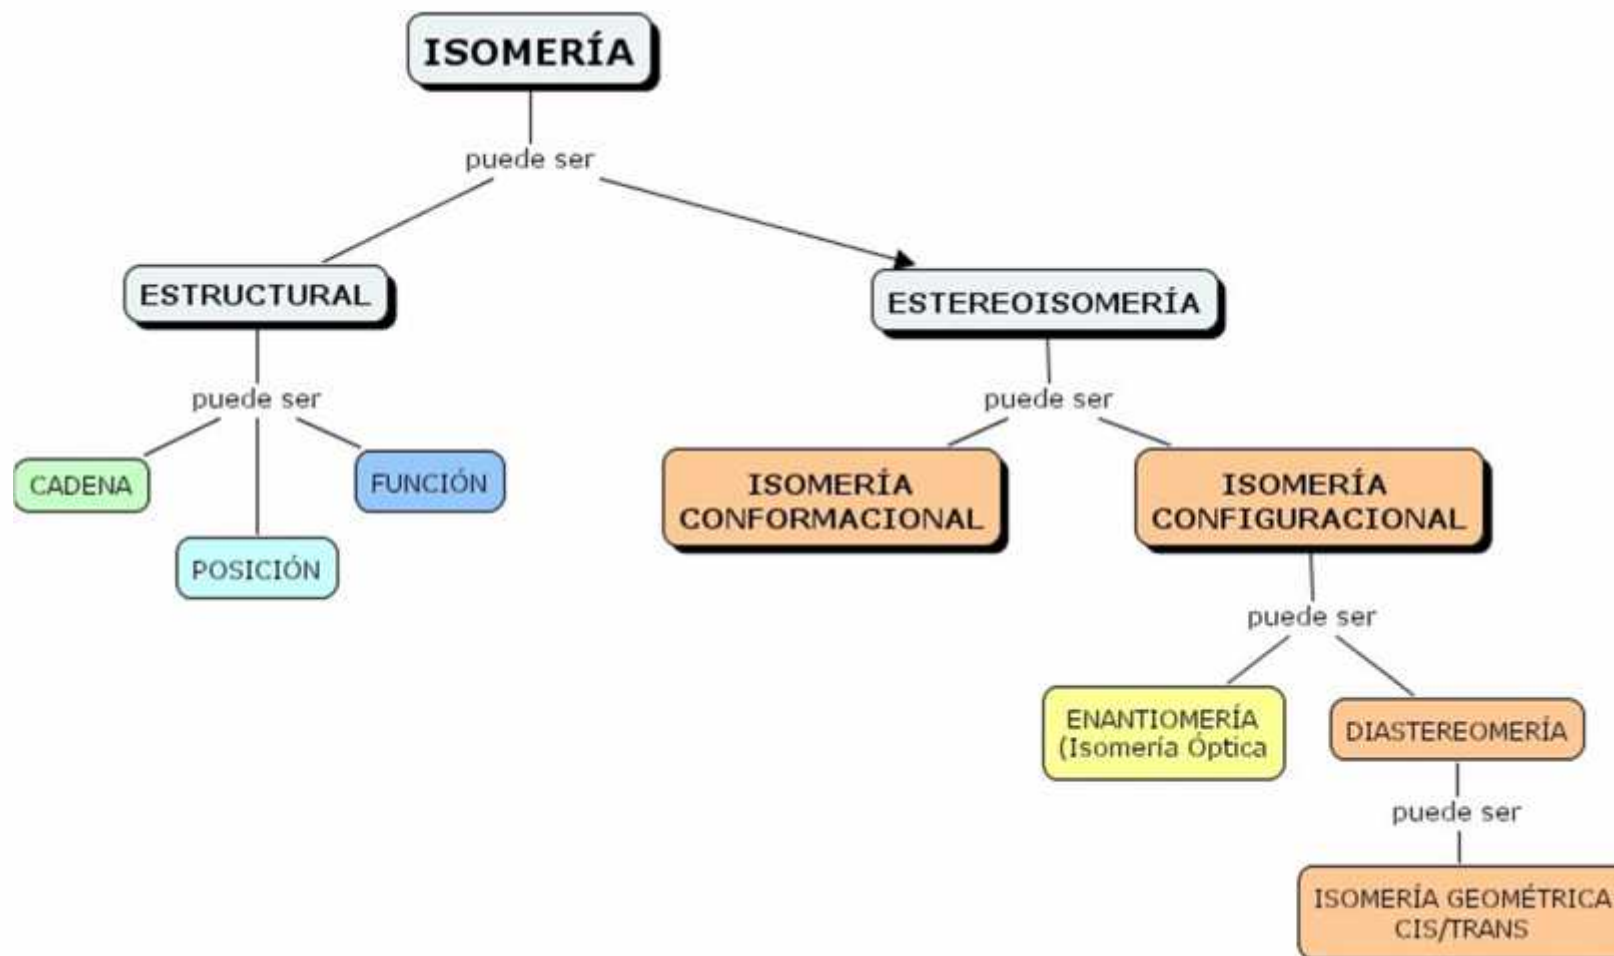 ISOMERÍA
puede ser
ESTRUCTURAL
ESTEREOISOMERÍA
puede ser
puede ser
CADENA
FUNCIÓN
POSICIÓN
ISOMERÍA
CONFORMACIONAL
ISOMERÍA
CONFIGURACIONAL
puede ser
ENANTIOMERÍA
(Isomería Óptica
DIASTEREOMERÍA
puede ser
ISOMERÍA GEOMÉTRICA
CIS/TRANS